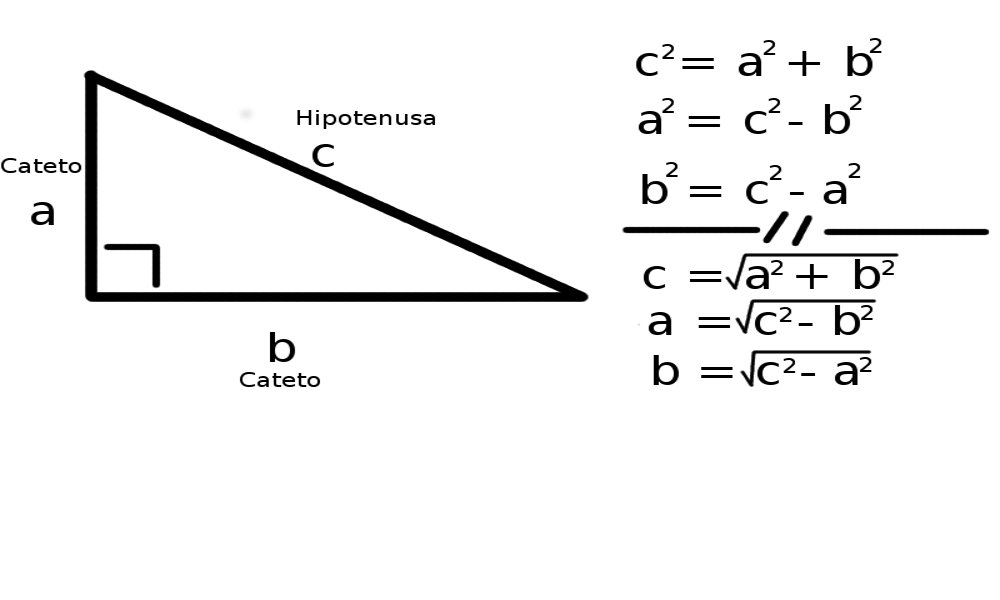 Hipotenusa
c
Cateto
a
b
Cateto
c² = a² + b²
a² = c² - b²
b² = c² - a²
c = √a² + b²
a = √c² - b²
b = √c² - a²